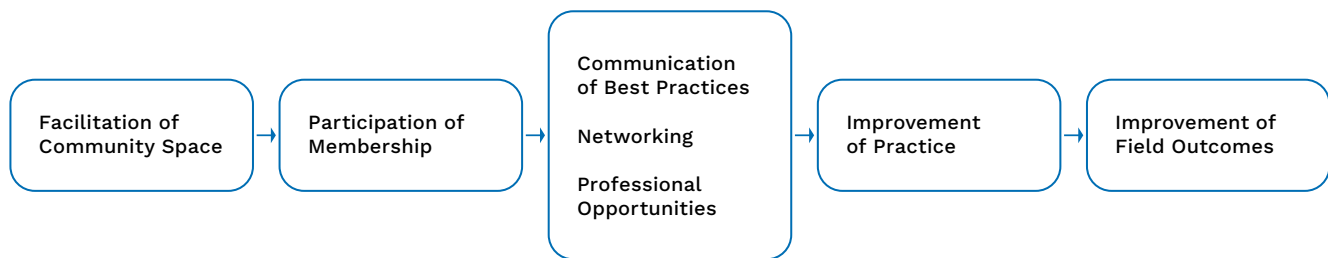 Facilitation of
Community Space
Participation of
Membership
Communication
of Best Practices
Networking
Professional
Opportunities
Improvement
of Practice
Improvement of
Field Outcomes